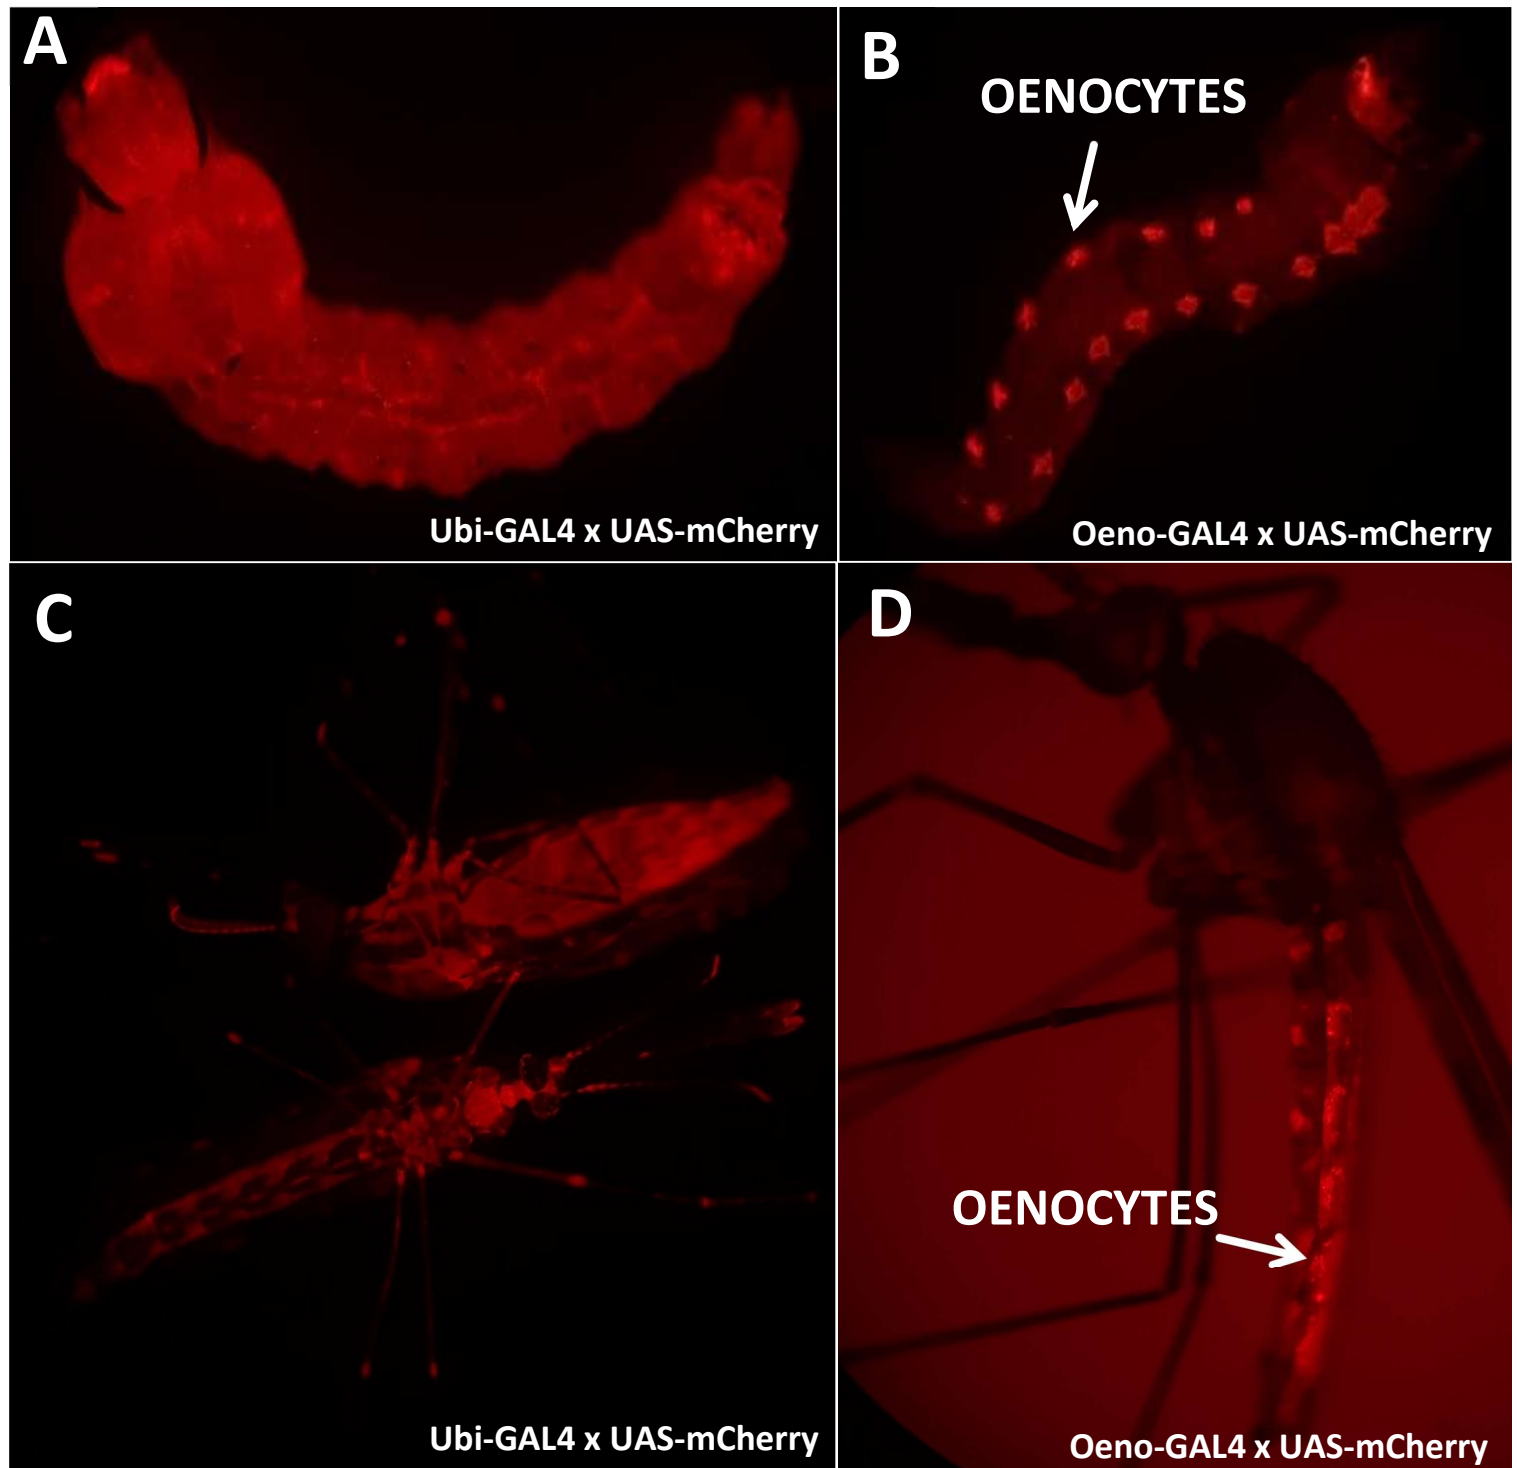 A
B
OENOCYTES
Ubi-GAL4 x UAS-mCherry
Oeno-GAL4 x UAS-mCherry
C
D
OENOCYTES
Ubi-GAL4 x UAS-mCherry
Oeno-GAL4 x UAS-mCherry